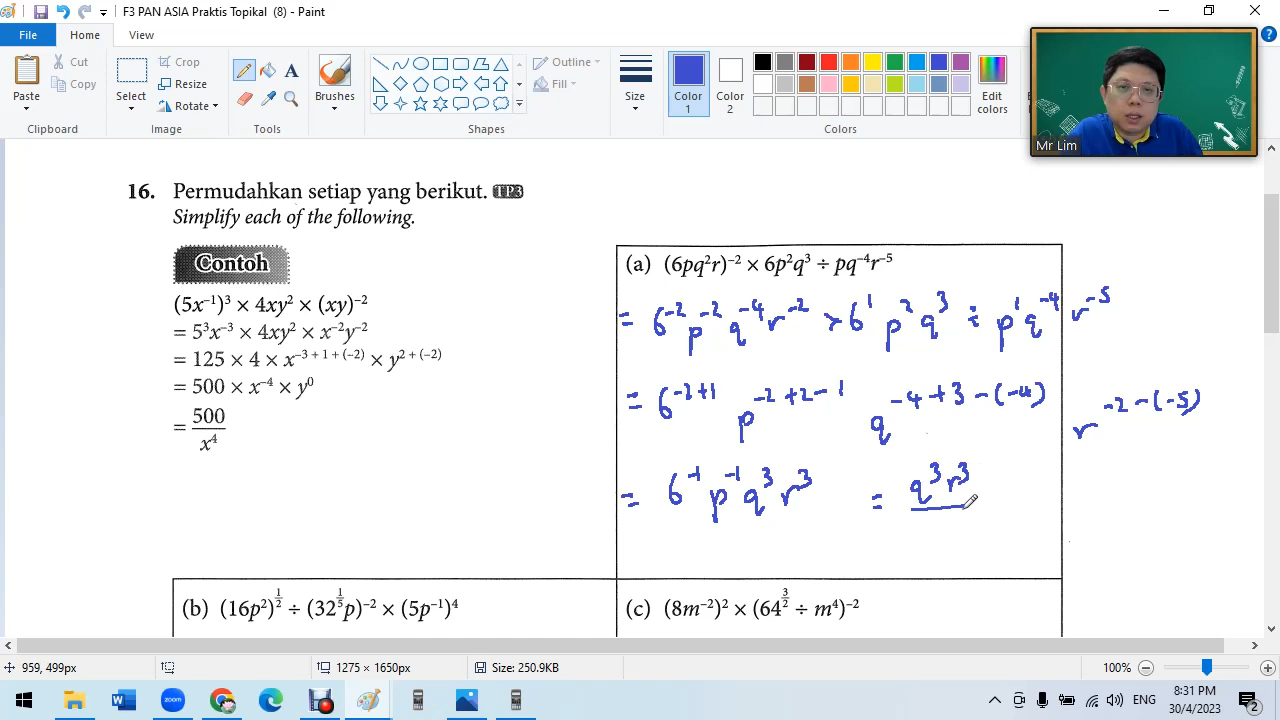 F3 PAN ASIA Praktis Topikal (8) - Paint
File
Home
View
Paste
Cut
Copy
Clipboard
Select
Crop
Resize
Rotate
Image
A
Tools
Brushes
Shapes
Outline
Fill
Size
Color 1
Color 2
Edit colors
Colors
Mr Lim
16. Permudahkan setiap yang berikut. TP3
Simplify each of the following.
Contoh
(5x⁻¹)³ × 4xy² × (xy)⁻²
= 5³x⁻³ × 4xy² × x⁻²y⁻²
= 125 × 4 × x⁻³ ⁺ ¹ ⁺ ⁽⁻²⁾ × y² ⁺ ⁽⁻²⁾
= 500 × x⁻⁴ × y⁰
= 500/x⁴
(a) (6pq²r)⁻² × 6p²q³ ÷ pq⁻⁴r⁻⁵
= 6⁻² p⁻² q⁻⁴ r⁻² × 6¹ p² q³ ÷ p¹ q⁻⁴ r⁻⁵
= 6⁻²⁺¹ p⁻²⁺²⁻¹ q⁻⁴⁺³⁻⁽⁻⁴⁾ r⁻²⁻⁽⁻⁵⁾
= 6⁻¹ p⁻¹ q³ r³ = q³r³
(b) (16p²)^(1/2) ÷ (32^(1/5)p)⁻² × (5p⁻¹)⁴
(c) (8m⁻²)² × (64^(3/2) ÷ m⁴)⁻²
959, 499px
1275 × 1650px
Size: 250.9KB
100%
zoom
ENG
8:31 PM
30/4/2023
2